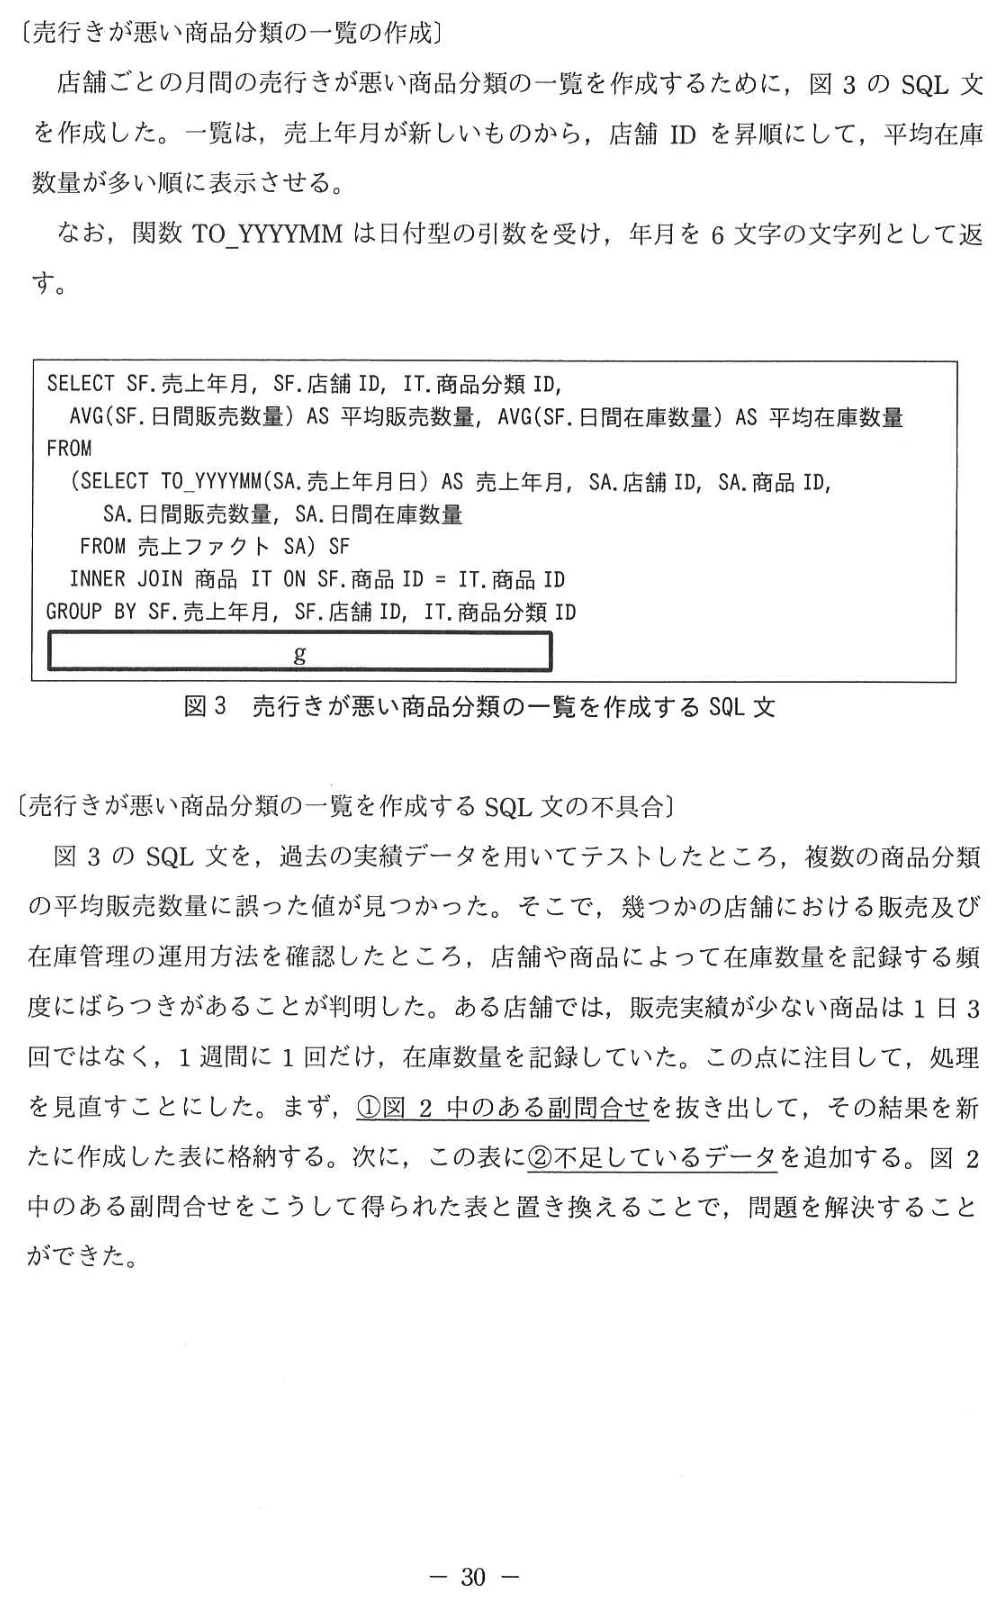 〔売行きが悪い商品分類の一覧の作成〕
店舗ごとの月間の売行きが悪い商品分類の一覧を作成するために，図 3 の SQL 文
を作成した。一覧は，売上年月が新しいものから，店舗 ID を昇順にして，平均在庫
数量が多い順に表示させる。
なお，関数 TO_YYYYMM は日付型の引数を受け，年月を 6 文字の文字列として返
す。
SELECT SF.売上年月, SF.店舗ID, IT.商品分類ID,
AVG(SF.日間販売数量) AS 平均販売数量, AVG(SF.日間在庫数量) AS 平均在庫数量
FROM
(SELECT TO_YYYYMM(SA.売上年月日) AS 売上年月, SA.店舗ID, SA.商品ID,
SA.日間販売数量, SA.日間在庫数量
FROM 売上ファクト SA) SF
INNER JOIN 商品 IT ON SF.商品ID = IT.商品ID
GROUP BY SF.売上年月, SF.店舗ID, IT.商品分類ID
g
図3　売行きが悪い商品分類の一覧を作成する SQL 文
〔売行きが悪い商品分類の一覧を作成する SQL 文の不具合〕
図 3 の SQL 文を，過去の実績データを用いてテストしたところ，複数の商品分類
の平均販売数量に誤った値が見つかった。そこで，幾つかの店舗における販売及び
在庫管理の運用方法を確認したところ，店舗や商品によって在庫数量を記録する頻
度にばらつきがあることが判明した。ある店舗では，販売実績が少ない商品は 1 日 3
回ではなく，1 週間に 1 回だけ，在庫数量を記録していた。この点に注目して，処理
を見直すことにした。まず，①図 2 中のある副問合せを抜き出して，その結果を新
たに作成した表に格納する。次に，この表に②不足しているデータを追加する。図 2
中のある副問合せをこうして得られた表と置き換えることで，問題を解決すること
ができた。
－ 30 －